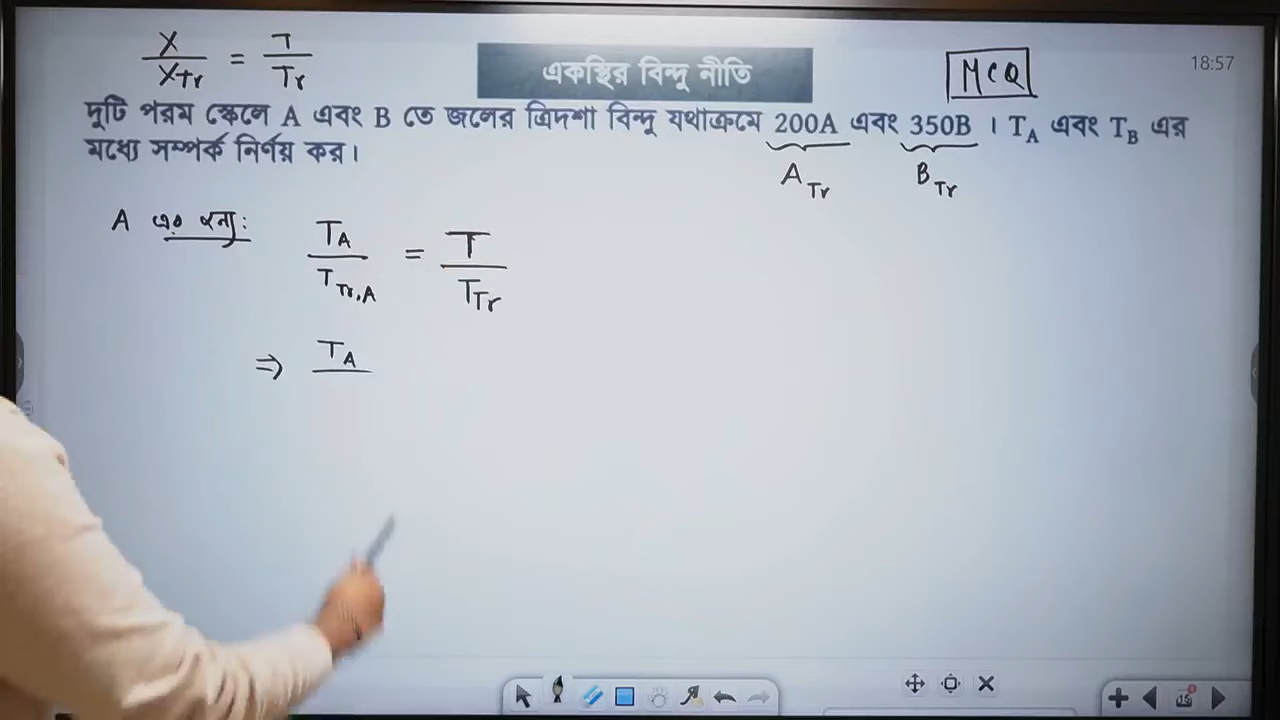 X/X_Tr = T/T_r
একস্থির বিন্দু নীতি
MCQ
18:57
দুটি পরম স্কেলে A এবং B তে জলের ত্রিদশা বিন্দু যথাক্রমে 200A এবং 350B । T_A এবং T_B এর
মধ্যে সম্পর্ক নির্ণয় কর।
A_Tr B_Tr
A এর জন্য: T_A/T_Tr,A = T/T_Tr
⇒ T_A